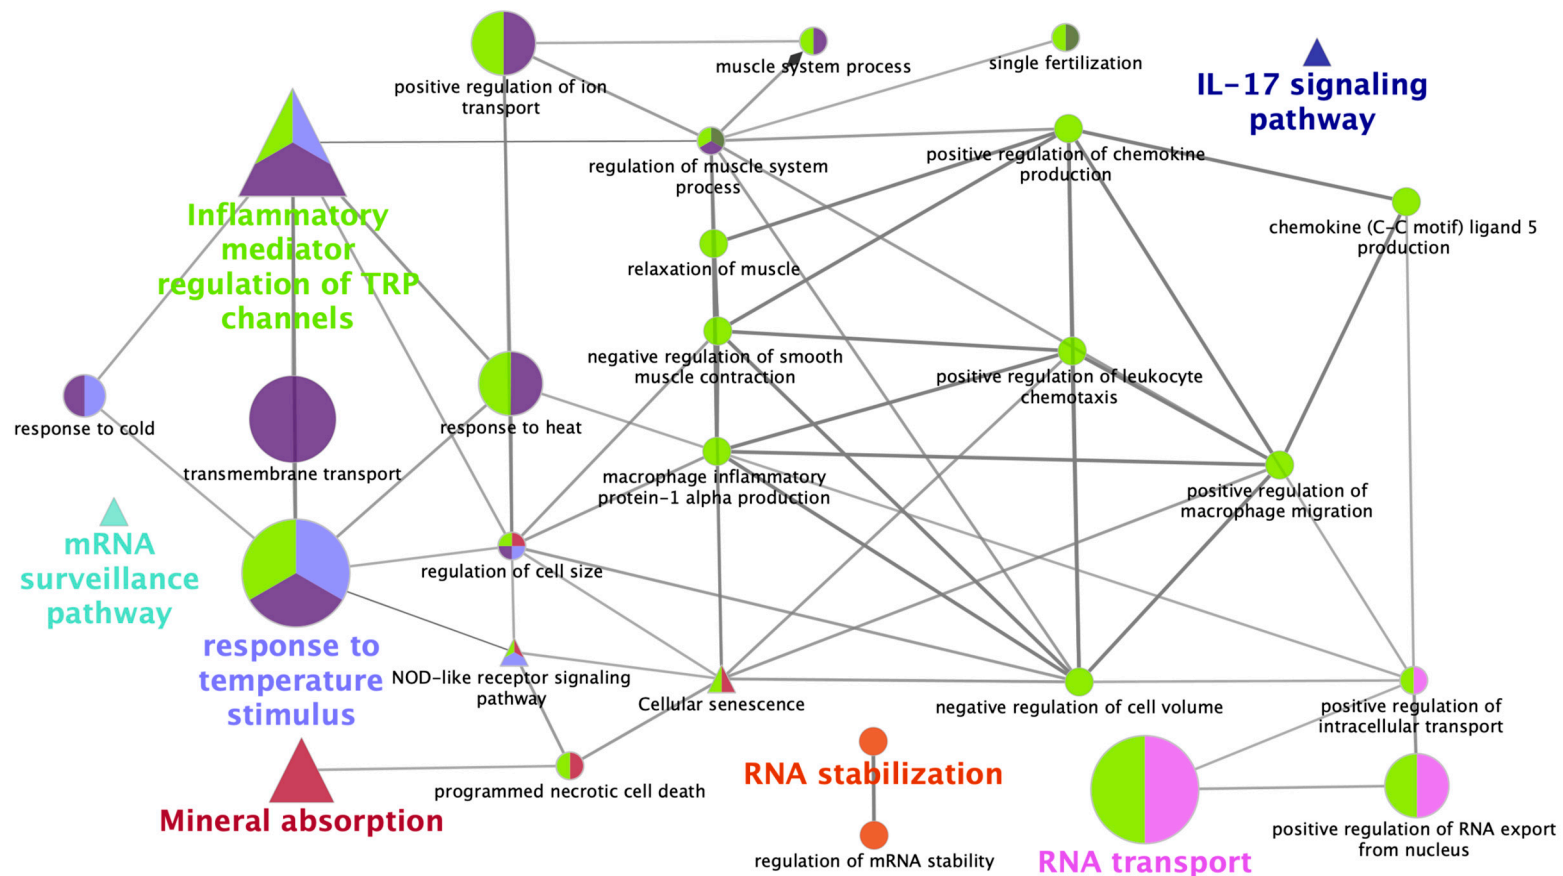 positive regulation of ion
transport
muscle system process
single fertilization
IL-17 signaling
pathway
regulation of muscle system
process
positive regulation of chemokine
production
chemokine (C-C motif) ligand 5
production
Inflammatory
mediator
regulation of TRP
channels
relaxation of muscle
negative regulation of smooth
muscle contraction
positive regulation of leukocyte
chemotaxis
response to cold
transmembrane transport
response to heat
macrophage inflammatory
protein-1 alpha production
positive regulation of
macrophage migration
mRNA
surveillance
pathway
regulation of cell size
response to
temperature
stimulus
NOD-like receptor signaling
pathway
Cellular senescence
negative regulation of cell volume
positive regulation of
intracellular transport
Mineral absorption
programmed necrotic cell death
RNA stabilization
regulation of mRNA stability
RNA transport
positive regulation of RNA export
from nucleus